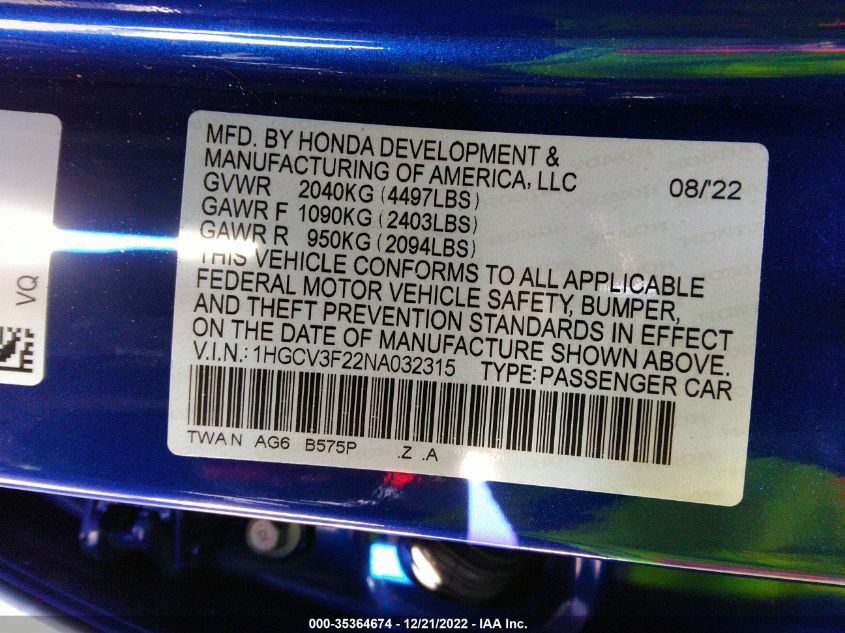 MFD. BY HONDA DEVELOPMENT &
MANUFACTURING OF AMERICA, LLC 08/'22
GVWR 2040KG (4497LBS)
GAWR F 1090KG (2403LBS)
GAWR R 950KG (2094LBS)
THIS VEHICLE CONFORMS TO ALL APPLICABLE
FEDERAL MOTOR VEHICLE SAFETY, BUMPER,
AND THEFT PREVENTION STANDARDS IN EFFECT
ON THE DATE OF MANUFACTURE SHOWN ABOVE.
V.I.N.: 1HGCV3F22NA032315 TYPE: PASSENGER CAR
TWAN AG6 B575P .Z .A
VQ
000-35364674 / 12/21/2022 - IAA Inc.